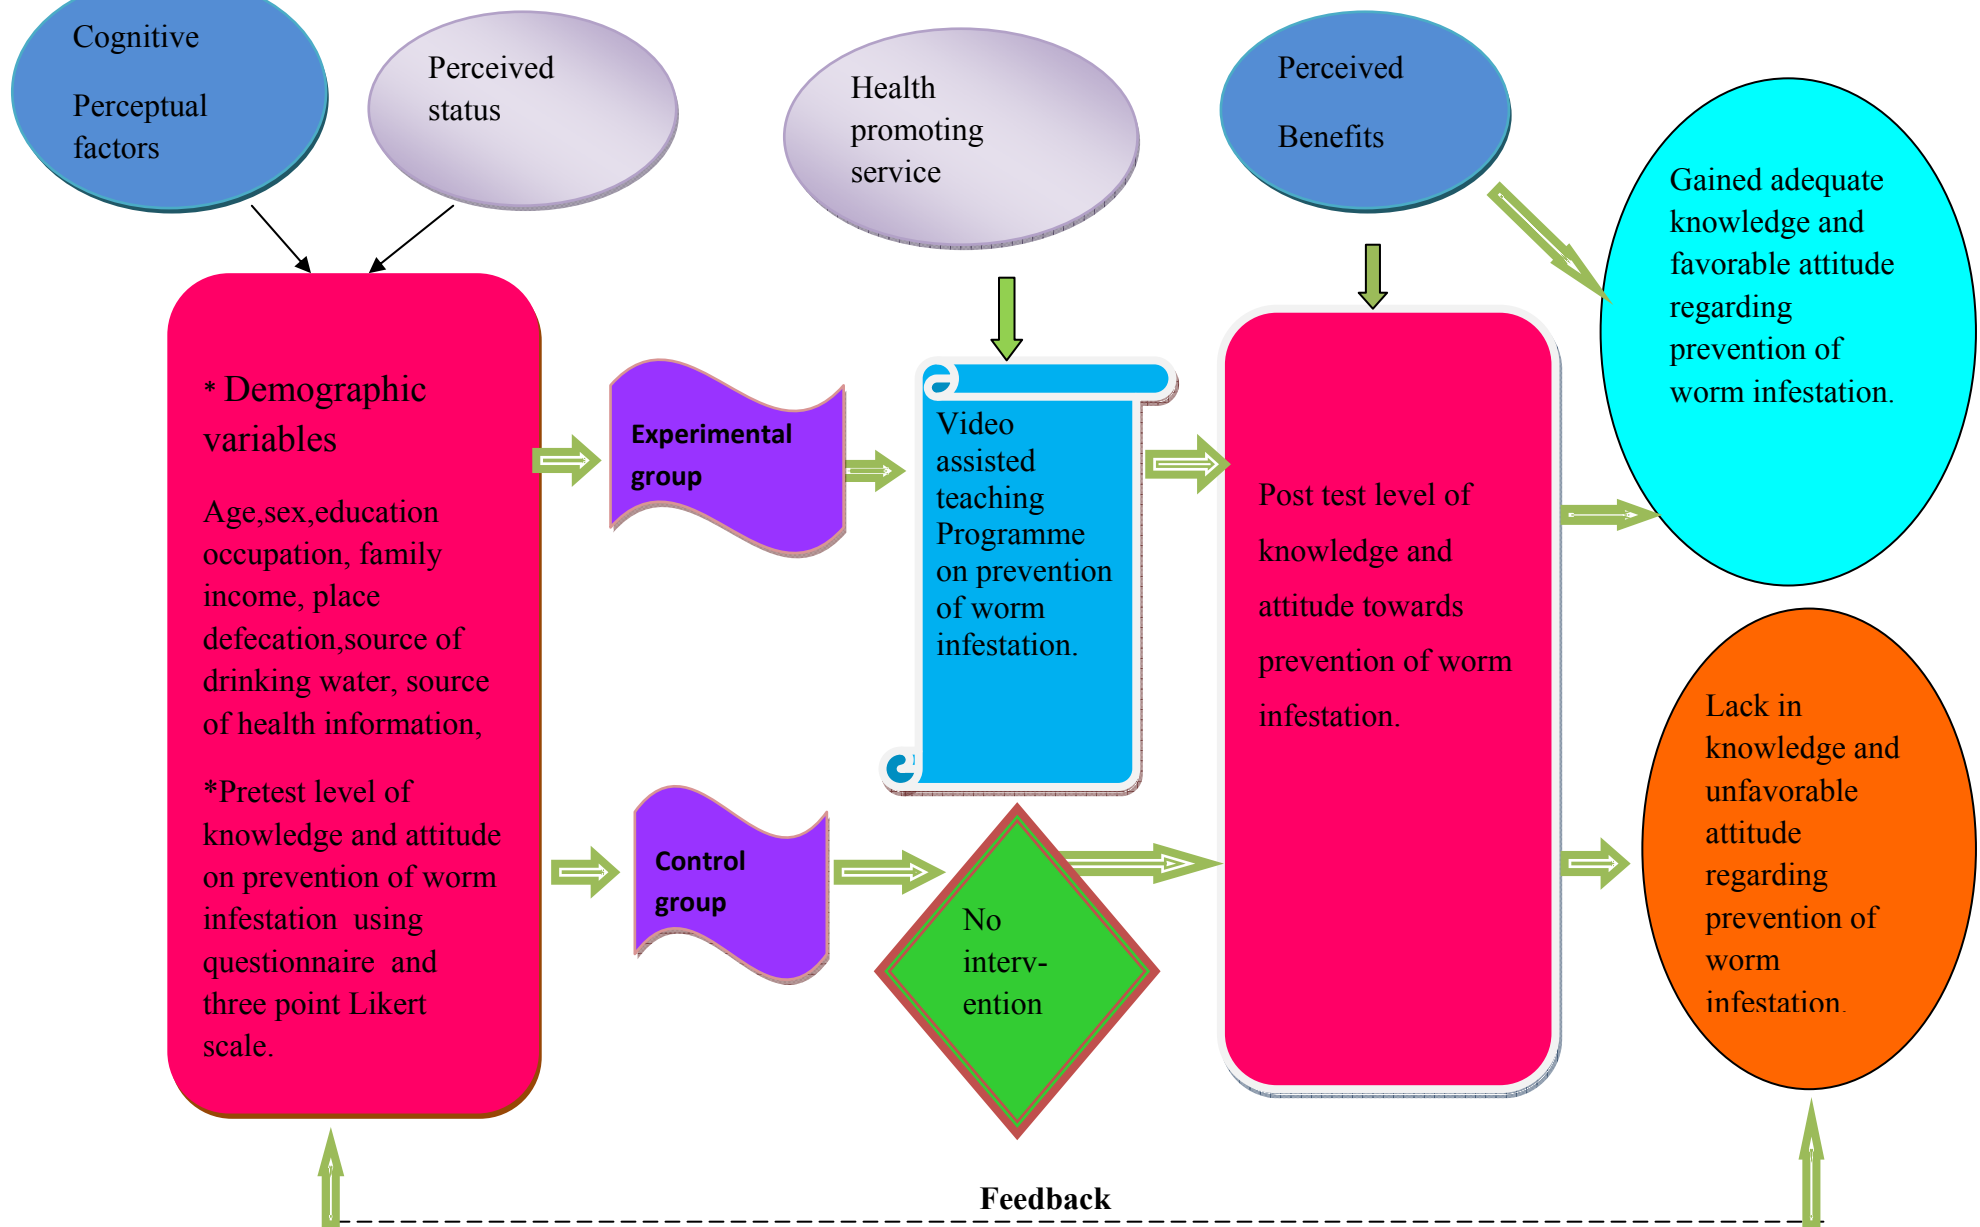 Cognitive
Perceptual
factors
Perceived
status
Health
promoting
service
Perceived
Benefits
Gained adequate
knowledge and
favorable attitude
regarding
prevention of
worm infestation.
* Demographic
variables
Age,sex,education
occupation, family
income, place
defecation,source of
drinking water, source
of health information,
*Pretest level of
knowledge and attitude
on prevention of worm
infestation using
questionnaire and
three point Likert
scale.
Experimental
group
Video
assisted
teaching
Programme
on prevention
of worm
infestation.
Post test level of
knowledge and
attitude towards
prevention of worm
infestation.
Control
group
No
interv-
ention
Lack in
knowledge and
unfavorable
attitude
regarding
prevention of
worm
infestation.
Feedback